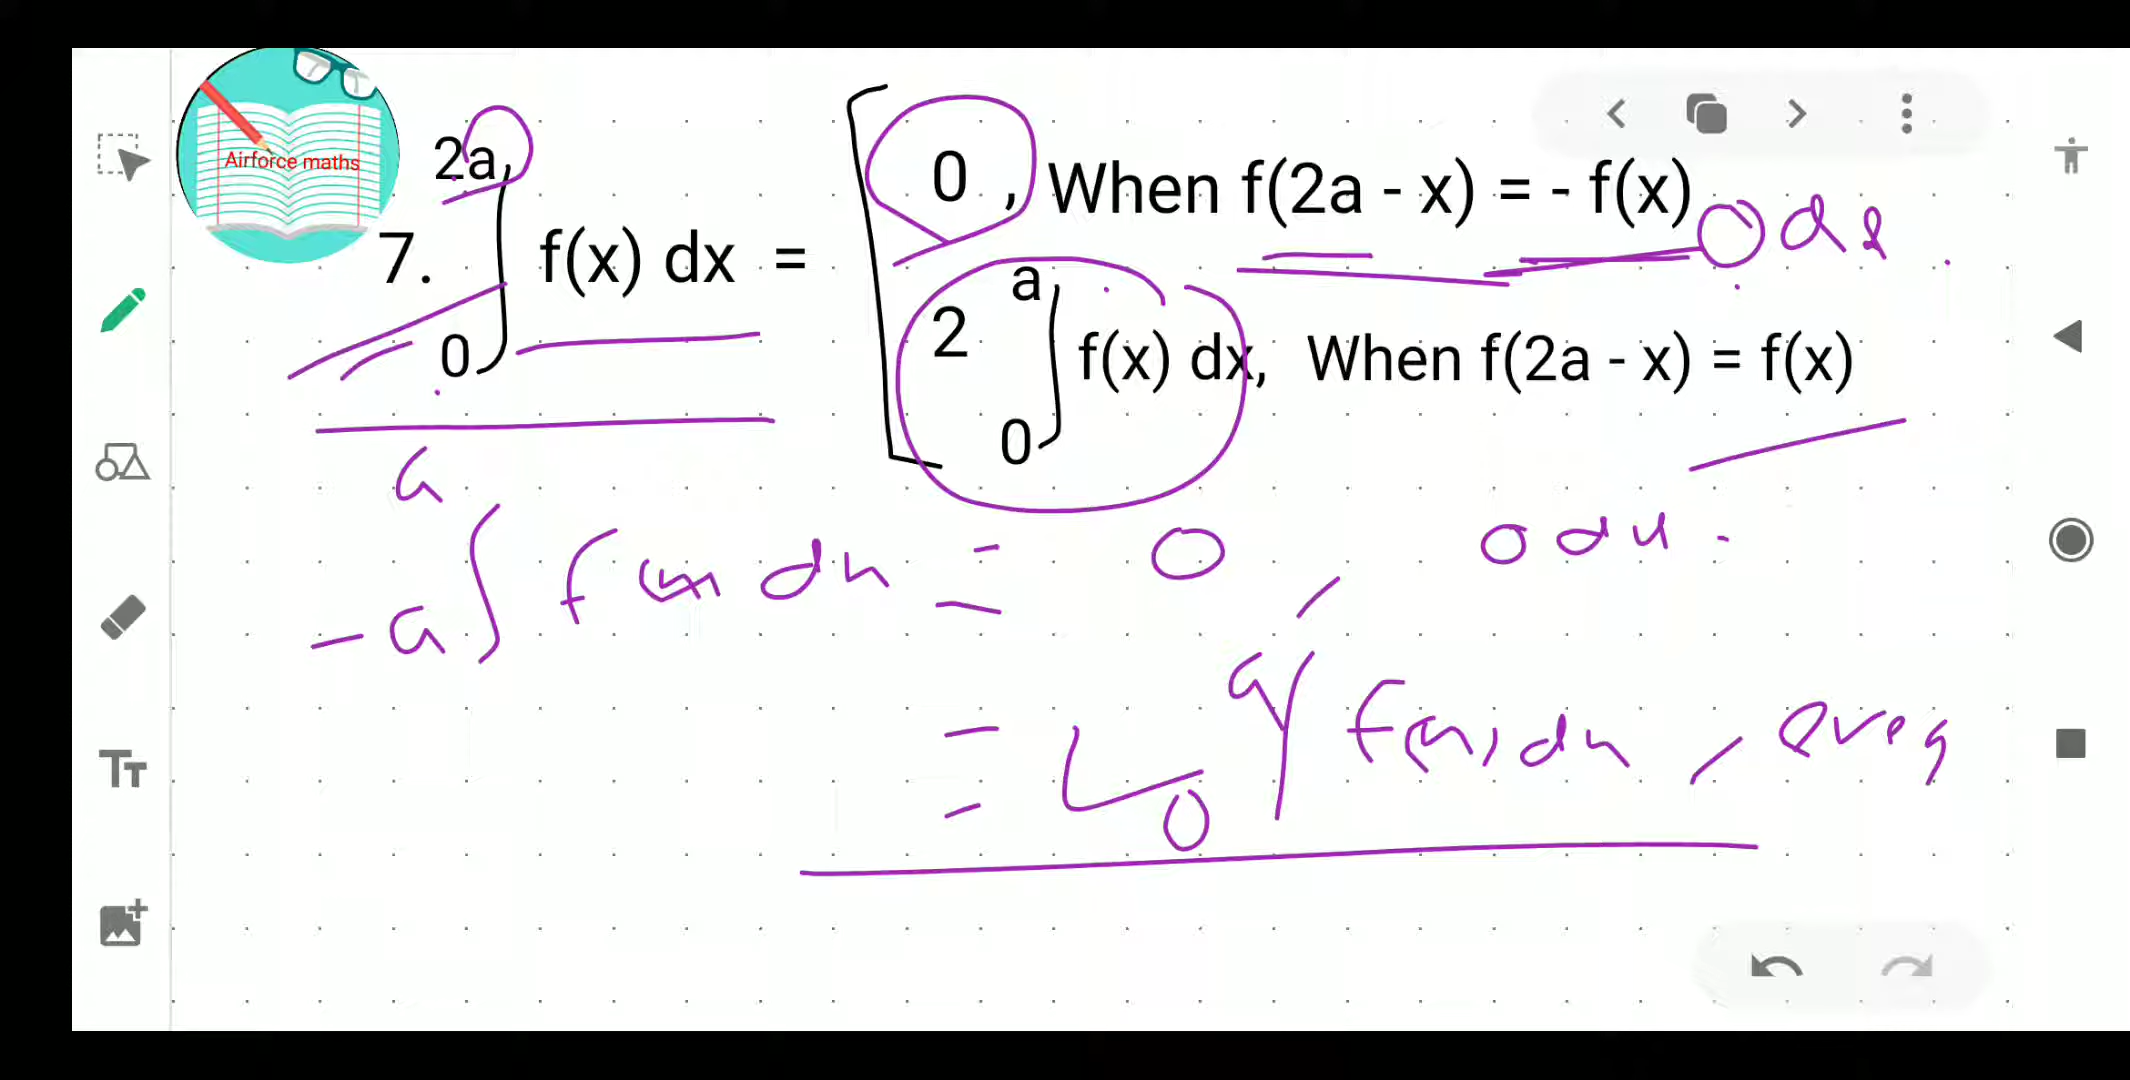 Airforce maths
7. 2a ∫ 0 f(x) dx = [ 0 , When f(2a - x) = - f(x) odd
2 a ∫ 0 f(x) dx, When f(2a - x) = f(x)
a ∫ -a f(x) dx = 0 , odd.
= 2 a ∫ 0 f(x) dx , even
Tт